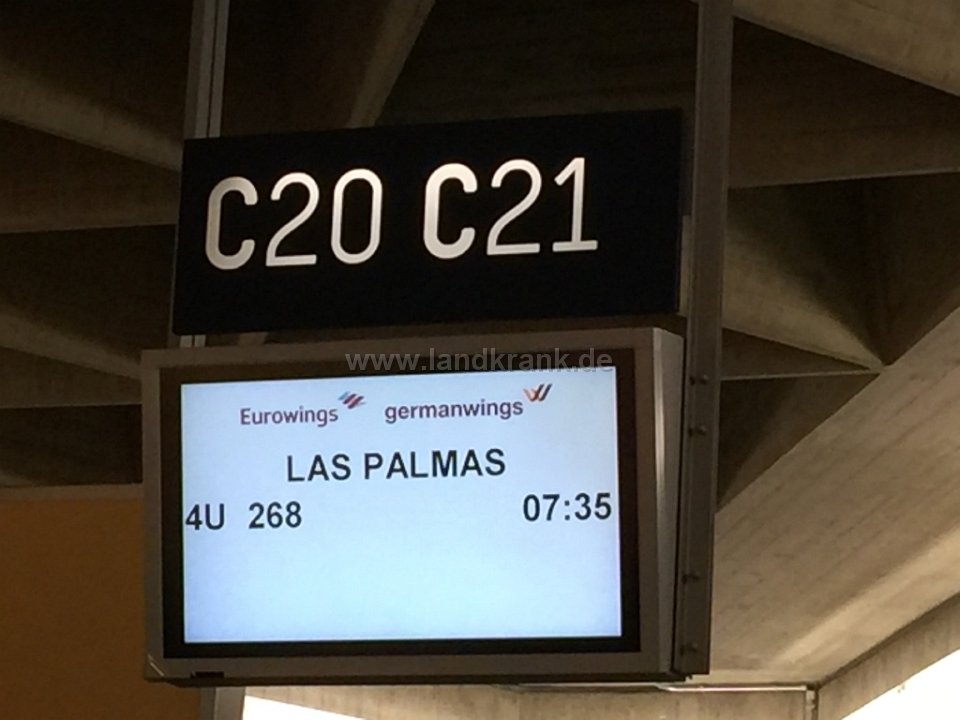 C20 C21
www.landkrank.de
Eurowings germanwings
LAS PALMAS
4U 268 07:35